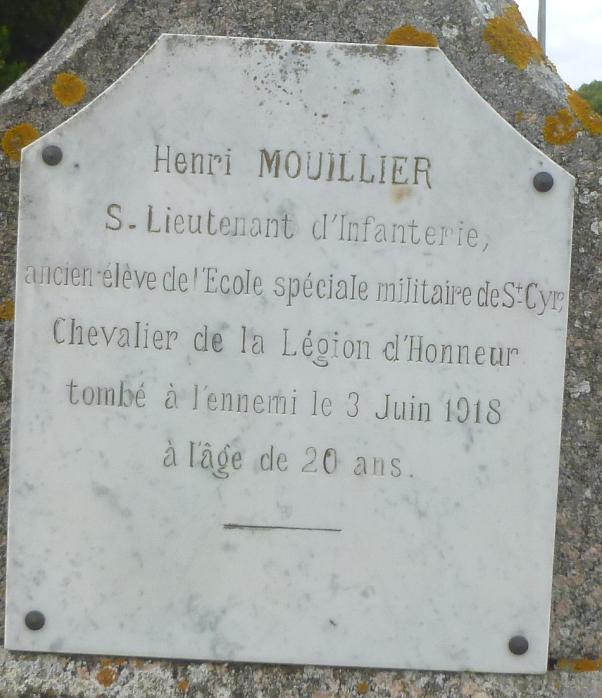 Henri MOUILLIER
S. Lieutenant d'Infanterie,
ancien élève de l'Ecole spéciale militaire de St Cyr,
Chevalier de la Légion d'Honneur
tombé à l'ennemi le 3 Juin 1918
à l'âge de 20 ans.